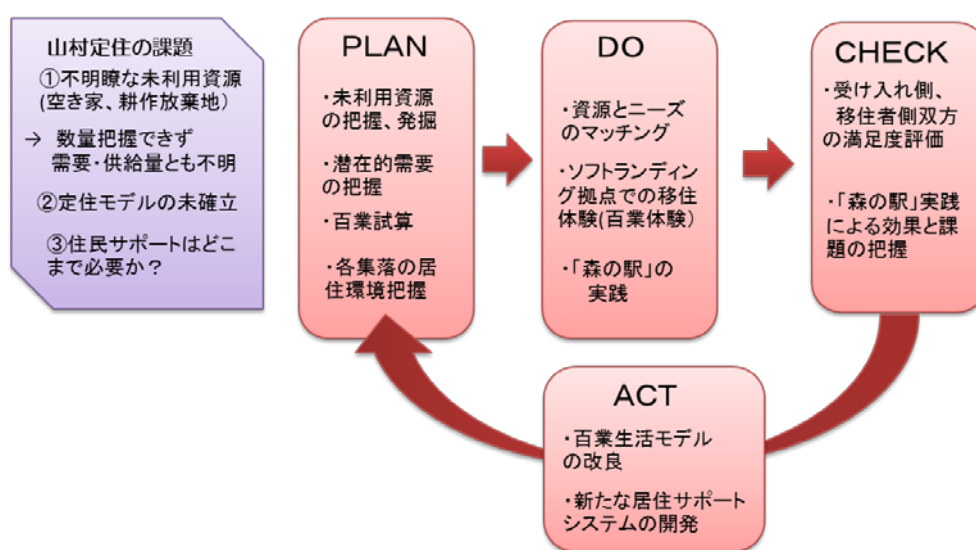 山村定住の課題
①不明瞭な未利用資源
(空き家、耕作放棄地）
→ 数量把握できず
需要・供給量とも不明
②定住モデルの未確立
③住民サポートはどこ
まで必要か？
PLAN
・未利用資源
の把握、発掘
・潜在的需要
の把握
・百業試算
・各集落の居
住環境把握
DO
・資源とニーズ
のマッチング
・ソフトランディン
グ拠点での移住
体験(百業体験）
・「森の駅」の
実践
CHECK
・受け入れ側、
移住者側双方
の満足度評価
・「森の駅」実践
による効果と課
題の把握
ACT
・百業生活モデル
の改良
・新たな居住サポート
システムの開発